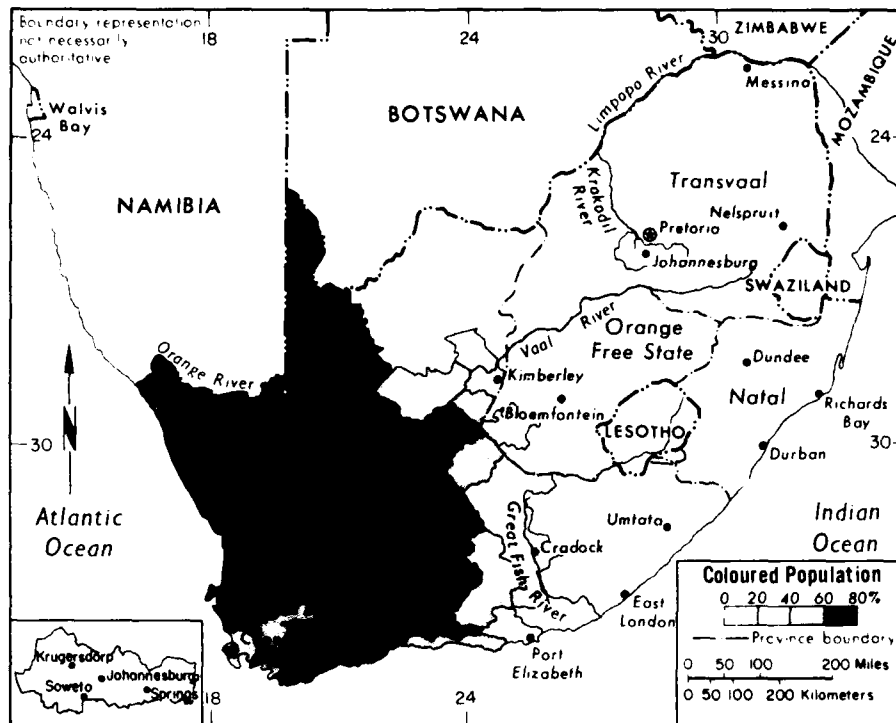 Boundary representation
not necessarily
authoritative
18
24
30
ZIMBABWE
Messina
MOZAMBIQUE
Limpopo River
Walvis
Bay
24
BOTSWANA
24
Krokodil
River
Transvaal
NAMIBIA
Nelspruit
Pretoria
Johannesburg
SWAZILAND
Orange River
Vaal River
Orange
Free State
Dundee
Kimberley
Natal
Richards
Bay
Bloemfontein
LESOTHO
N
30
30
Durban
Atlantic
Ocean
Great Fish River
Umtata
Indian
Ocean
Cradock
East
London
Port
Elizabeth
Coloured Population
0 20 40 60 80%
Province boundary
0 50 100 200 Miles
0 50 100 200 Kilometers
Krugersdorp
Johannesburg
Soweto
Springs
18
24